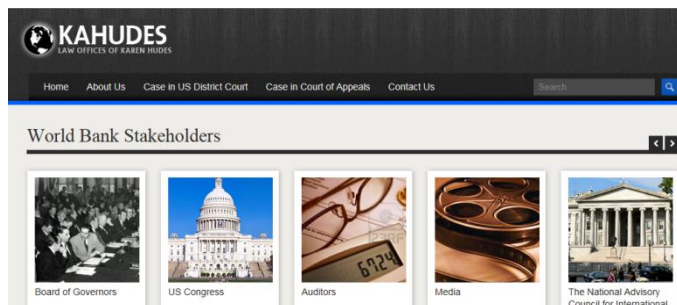 KAHUDES
LAW OFFICES OF KAREN HUDES
Home About Us Case in US District Court Case in Court of Appeals Contact Us Search
World Bank Stakeholders
6724
Board of Governors US Congress Auditors Media The National Advisory
Council for International